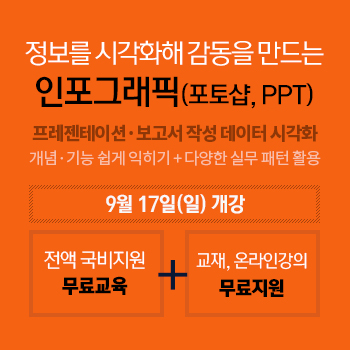 정보를 시각화해 감동을 만드는
인포그래픽(포토샵, PPT)
프레젠테이션·보고서 작성 데이터 시각화
개념·기능 쉽게 익히기 + 다양한 실무 패턴 활용
9월 17일(일) 개강
전액 국비지원
무료교육
+
교재, 온라인강의
무료지원